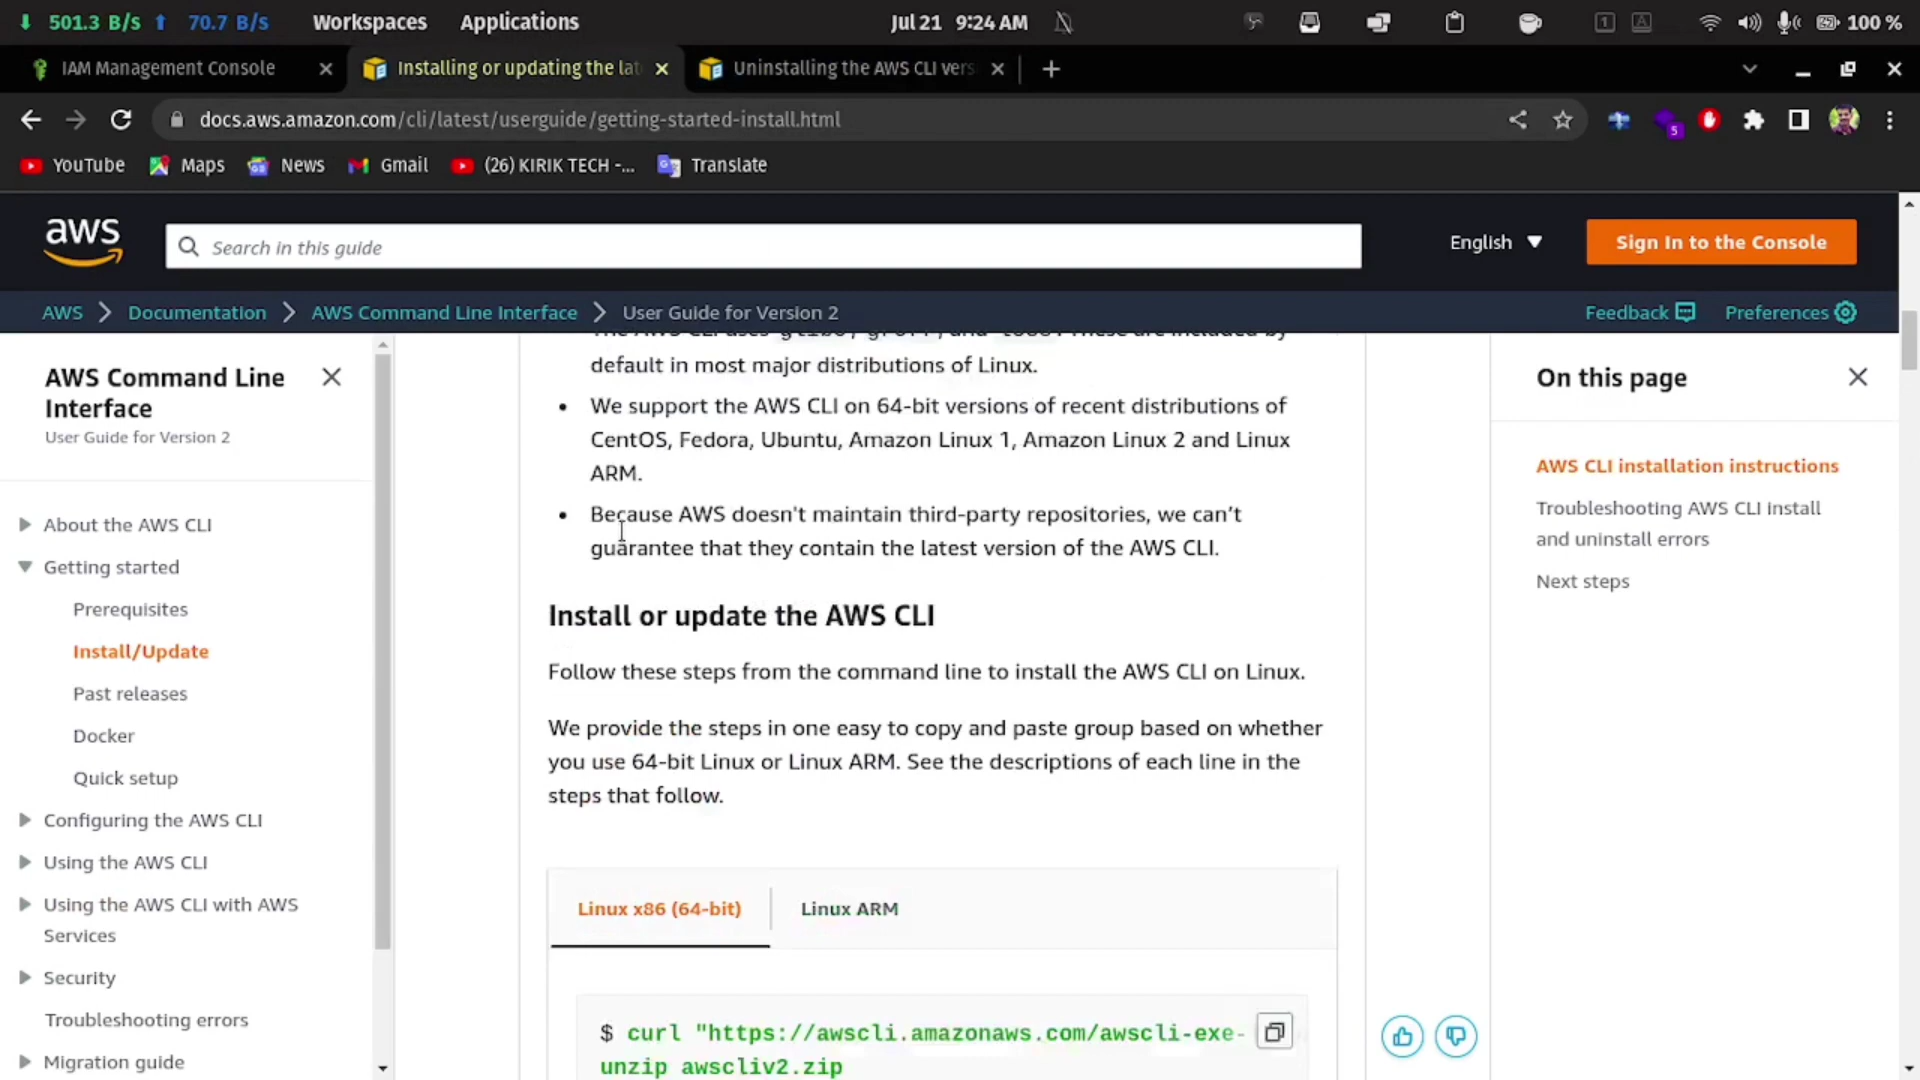 501.3 B/s 70.7 B/s Workspaces Applications Jul 21 9:24 AM 1 A 100 %
IAM Management Console Installing or updating the lat Uninstalling the AWS CLI vers
docs.aws.amazon.com/cli/latest/userguide/getting-started-install.html 5
YouTube Maps News Gmail (26) KIRIK TECH -... Translate
aws Search in this guide English Sign In to the Console
AWS Documentation AWS Command Line Interface User Guide for Version 2 Feedback Preferences
AWS Command Line
Interface
User Guide for Version 2
About the AWS CLI
Getting started
Prerequisites
Install/Update
Past releases
Docker
Quick setup
Configuring the AWS CLI
Using the AWS CLI
Using the AWS CLI with AWS
Services
Security
Troubleshooting errors
Migration guide
The AWS CLI uses glibc, groff, and less. These are included by
default in most major distributions of Linux.
• We support the AWS CLI on 64-bit versions of recent distributions of
CentOS, Fedora, Ubuntu, Amazon Linux 1, Amazon Linux 2 and Linux
ARM.
• Because AWS doesn't maintain third-party repositories, we can't
guarantee that they contain the latest version of the AWS CLI.
Install or update the AWS CLI
Follow these steps from the command line to install the AWS CLI on Linux.
We provide the steps in one easy to copy and paste group based on whether
you use 64-bit Linux or Linux ARM. See the descriptions of each line in the
steps that follow.
Linux x86 (64-bit) Linux ARM
$ curl "https://awscli.amazonaws.com/awscli-exe-
unzip awscliv2.zip
On this page
AWS CLI installation instructions
Troubleshooting AWS CLI install
and uninstall errors
Next steps